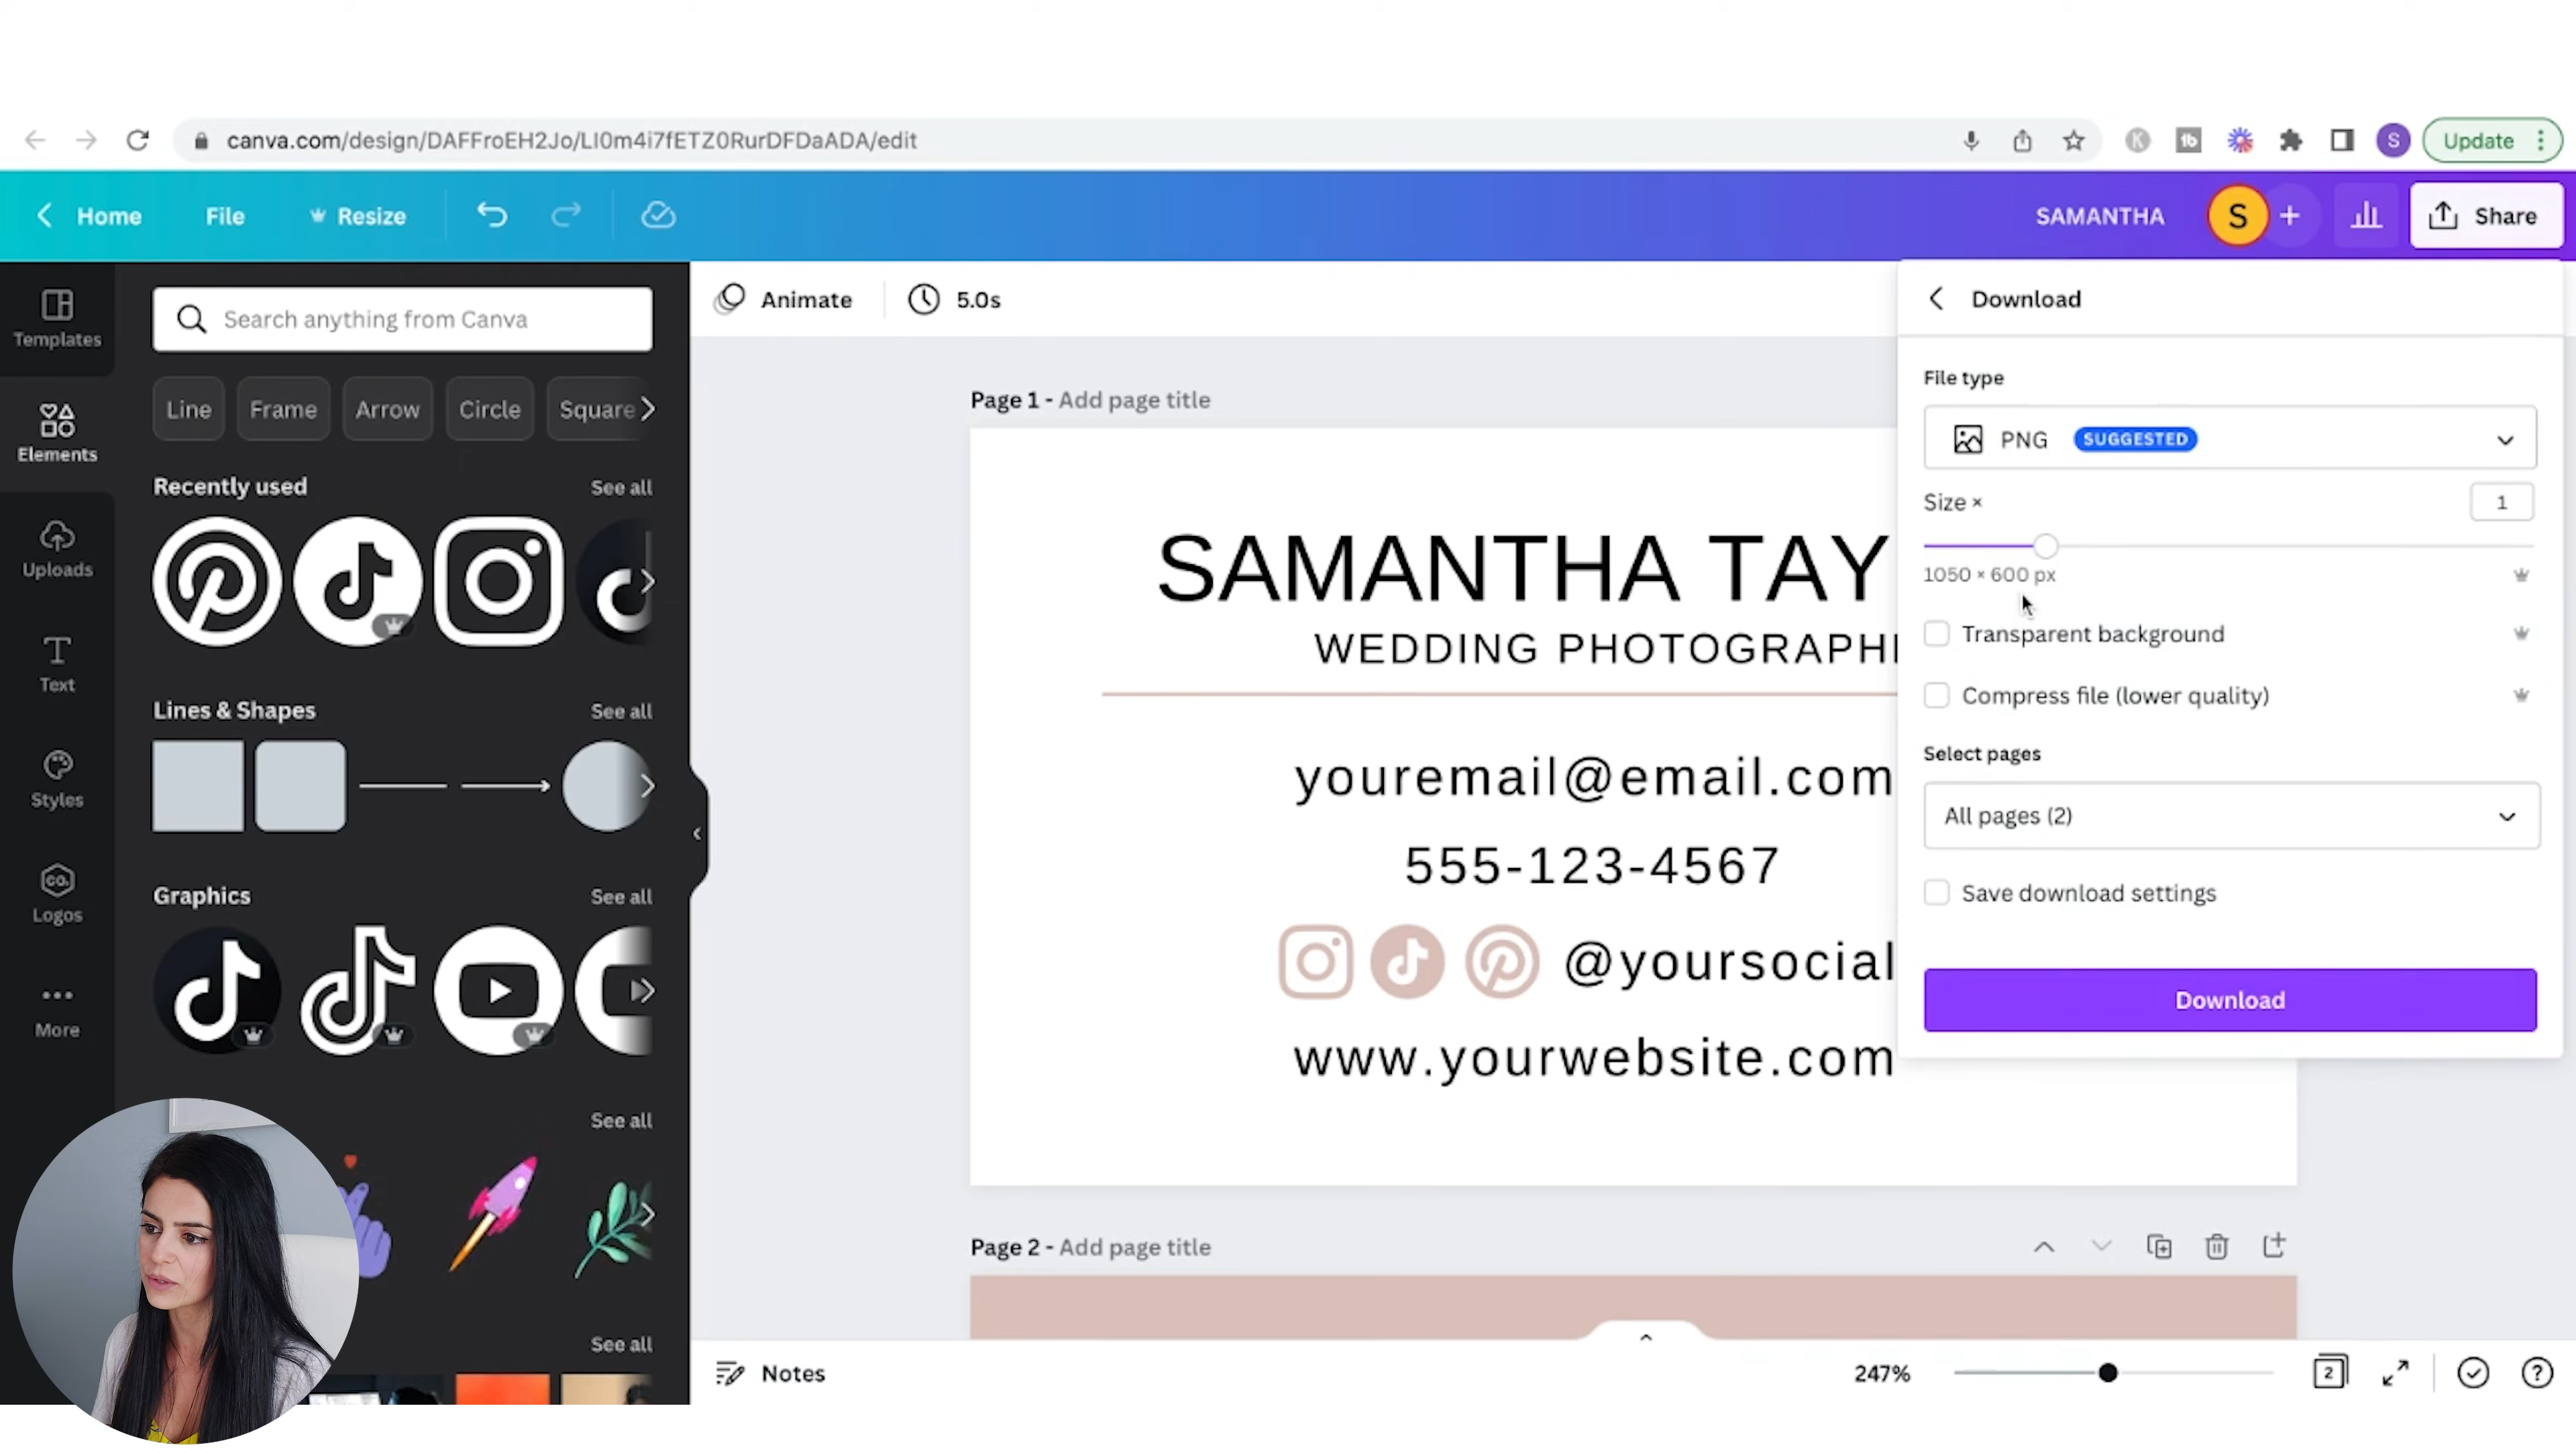 canva.com/design/DAFFroEH2Jo/LI0m4i7fETZ0RurDFDaADA/edit
Update
Home
File
Resize
SAMANTHA
S
Share
Templates
Elements
Uploads
Text
Styles
Logos
More
Search anything from Canva
Line
Frame
Arrow
Circle
Square
Recently used
See all
Lines & Shapes
See all
Graphics
See all
See all
See all
Animate
5.0s
Page 1 - Add page title
SAMANTHA TAY
WEDDING PHOTOGRAPH
youremail@email.com
555-123-4567
@yoursocial
www.yourwebsite.com
Page 2 - Add page title
Notes
247%
2
Download
File type
PNG SUGGESTED
Size ×
1
1050 × 600 px
Transparent background
Compress file (lower quality)
Select pages
All pages (2)
Save download settings
Download